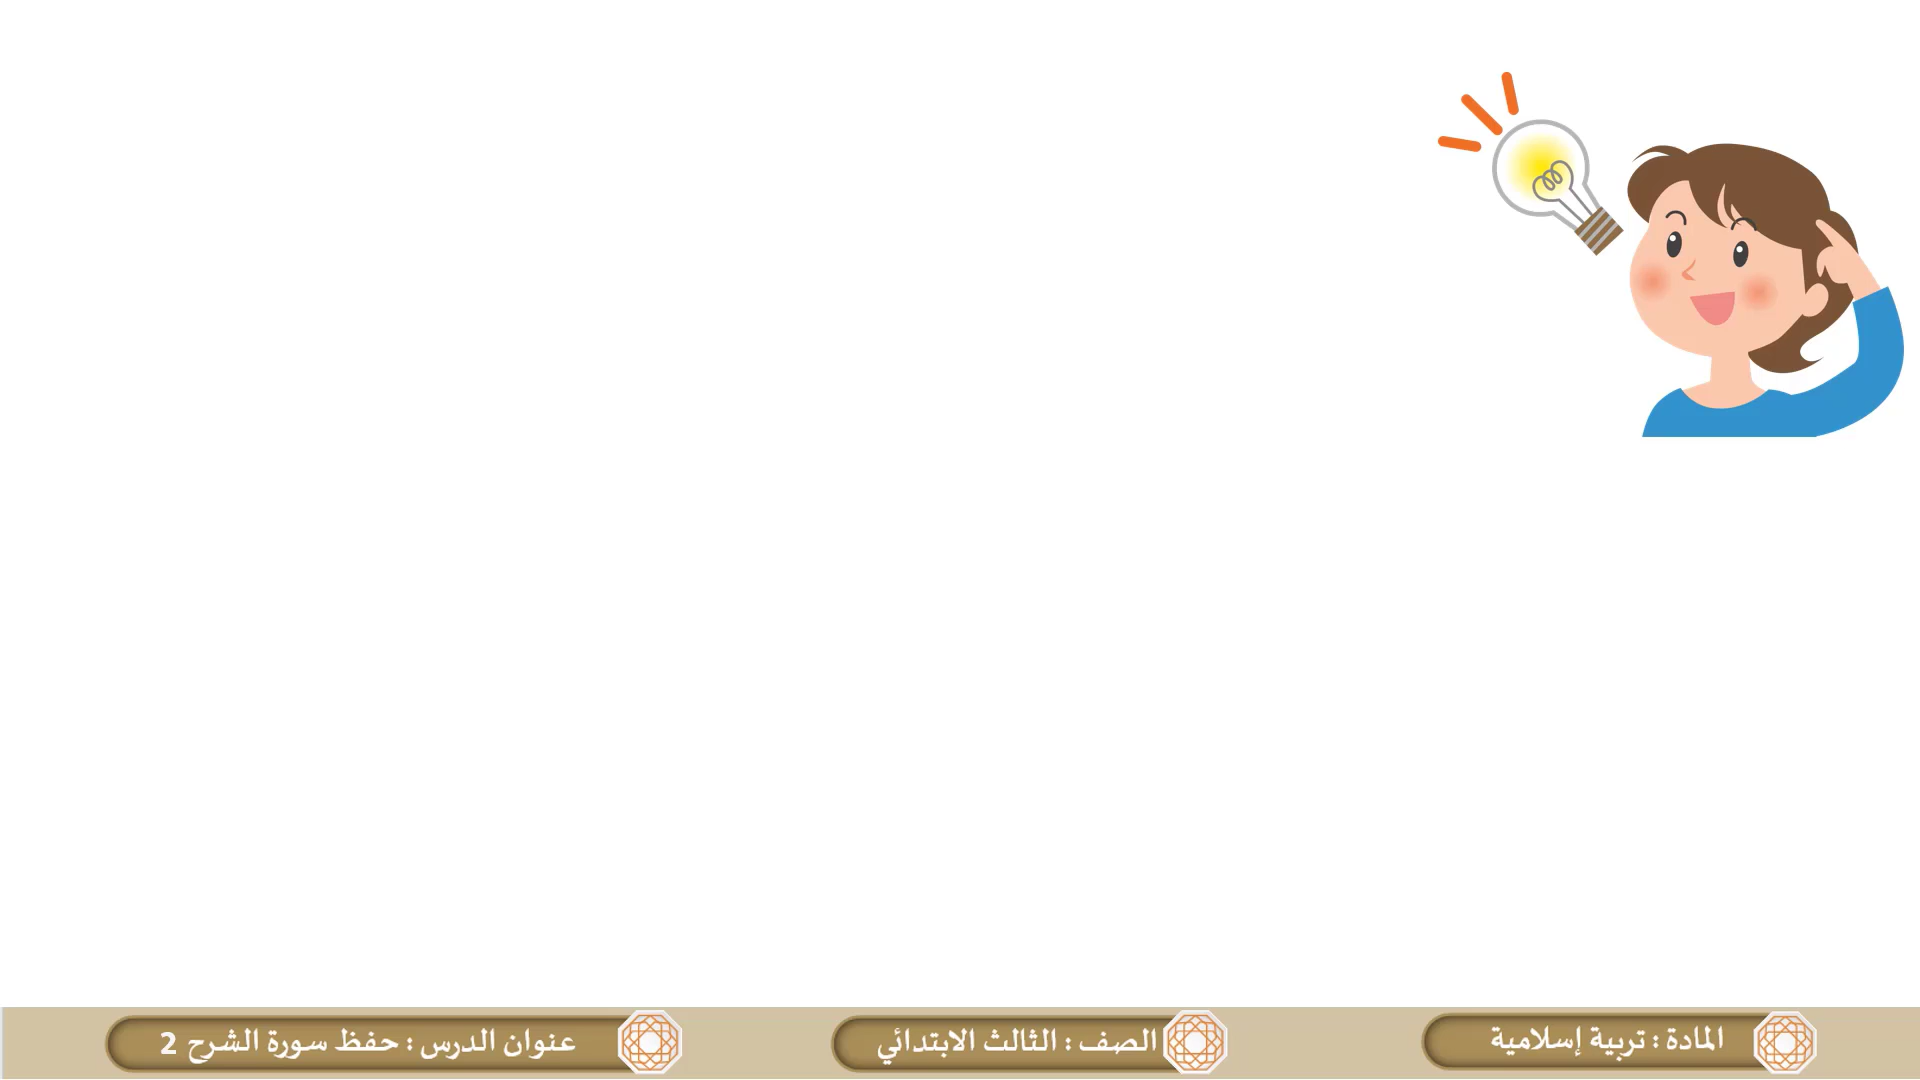 المادة : تربية إسلامية
الصف : الثالث الابتدائي
عنوان الدرس : حفظ سورة الشرح 2